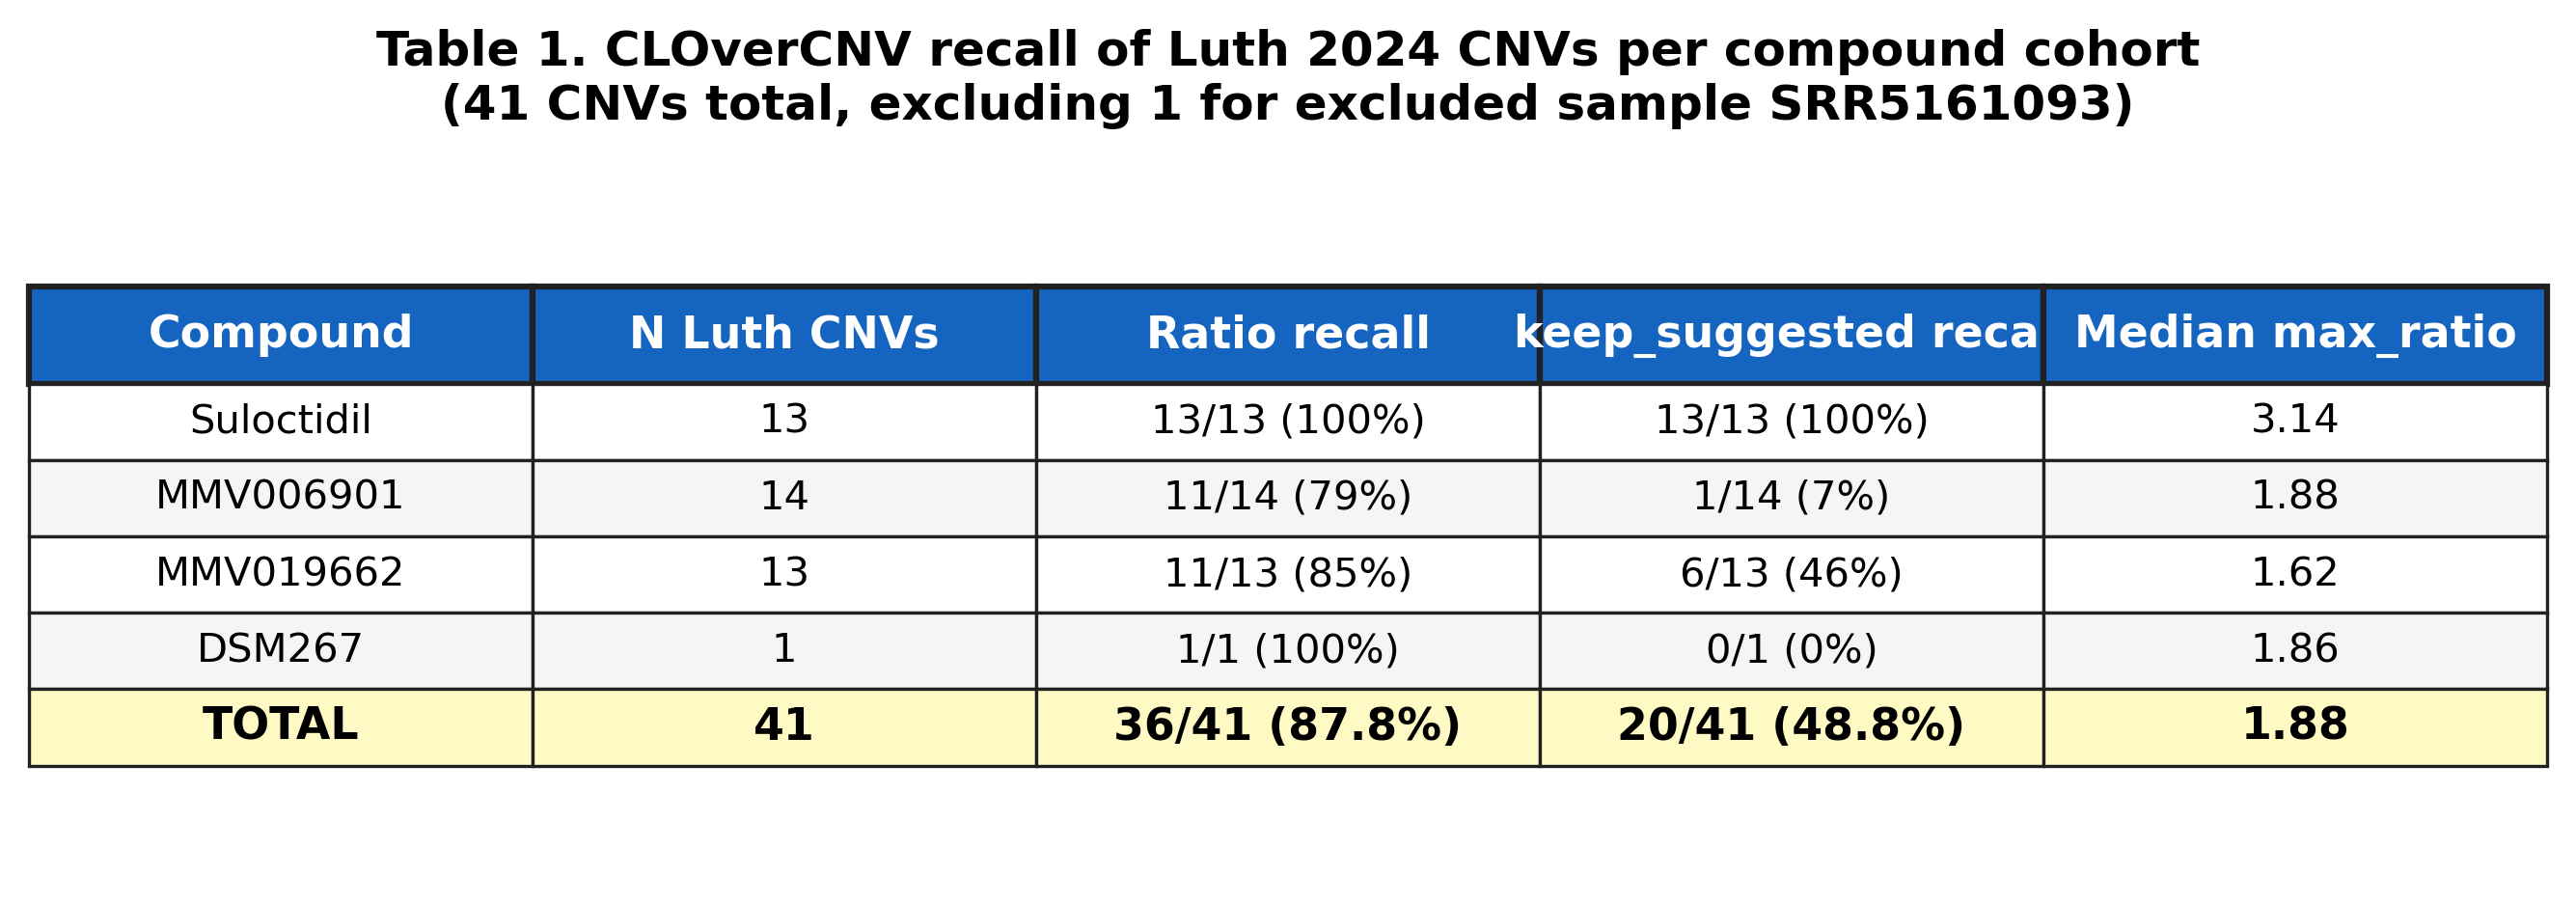 Table 1. CLOverCNV recall of Luth 2024 CNVs per compound cohort
(41 CNVs total, excluding 1 for excluded sample SRR5161093)
Compound N Luth CNVs Ratio recall keep_suggested reca Median max_ratio
Suloctidil 13 13/13 (100%) 13/13 (100%) 3.14
MMV006901 14 11/14 (79%) 1/14 (7%) 1.88
MMV019662 13 11/13 (85%) 6/13 (46%) 1.62
DSM267 1 1/1 (100%) 0/1 (0%) 1.86
TOTAL 41 36/41 (87.8%) 20/41 (48.8%) 1.88